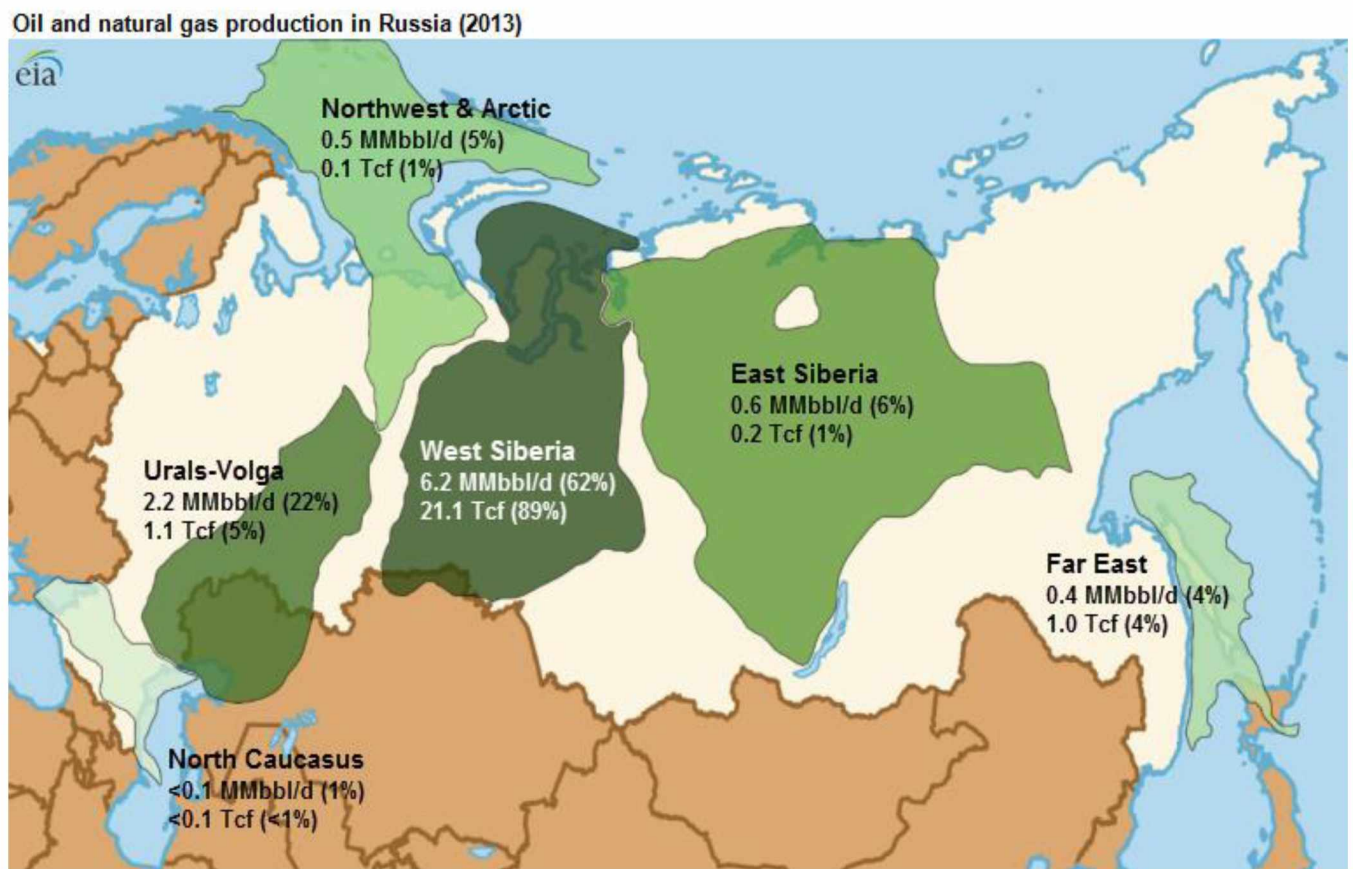 Oil and natural gas production in Russia (2013)
eia
Northwest & Arctic
0.5 MMbbl/d (5%)
0.1 Tcf (1%)
East Siberia
0.6 MMbbl/d (6%)
0.2 Tcf (1%)
West Siberia
6.2 MMbbl/d (62%)
21.1 Tcf (89%)
Urals-Volga
2.2 MMbbl/d (22%)
1.1 Tcf (5%)
Far East
0.4 MMbbl/d (4%)
1.0 Tcf (4%)
North Caucasus
<0.1 MMbbl/d (1%)
<0.1 Tcf (<1%)